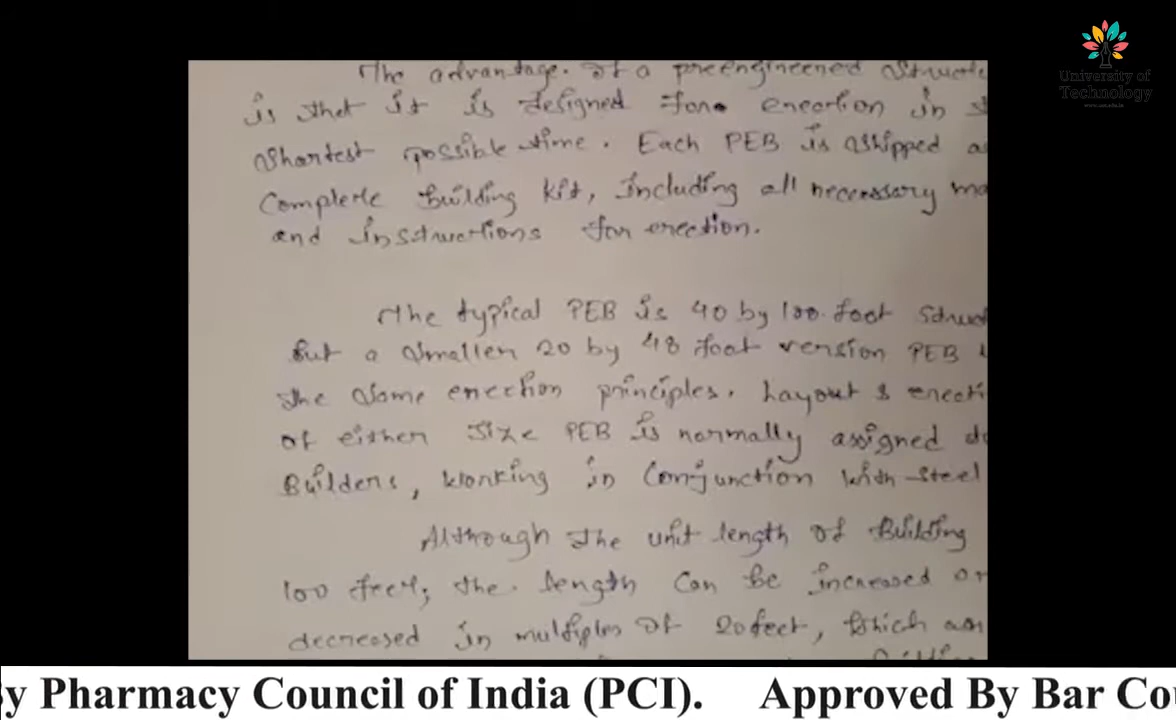 University of
Technology
The advantage. Of a preengineered Structu
is that it is designed for erection in s
Shortest possible time. Each PEB is Shipped a
Complete Building Kit, Including all necessary ma
and instructions for erection.
The typical PEB is 40 by 100-foot Struct
But a Smaller 20 by 48 foot version PEB
the Same erection principles. Layout & erecti
of either size PEB is normally assigned
Builders, Working in Conjunction With Steel
Although the unit length of Building
100 feet, the length Can be increased or
decreased in multiples Of 20 feet, Which
y Pharmacy Council of India (PCI). Approved By Bar Cou